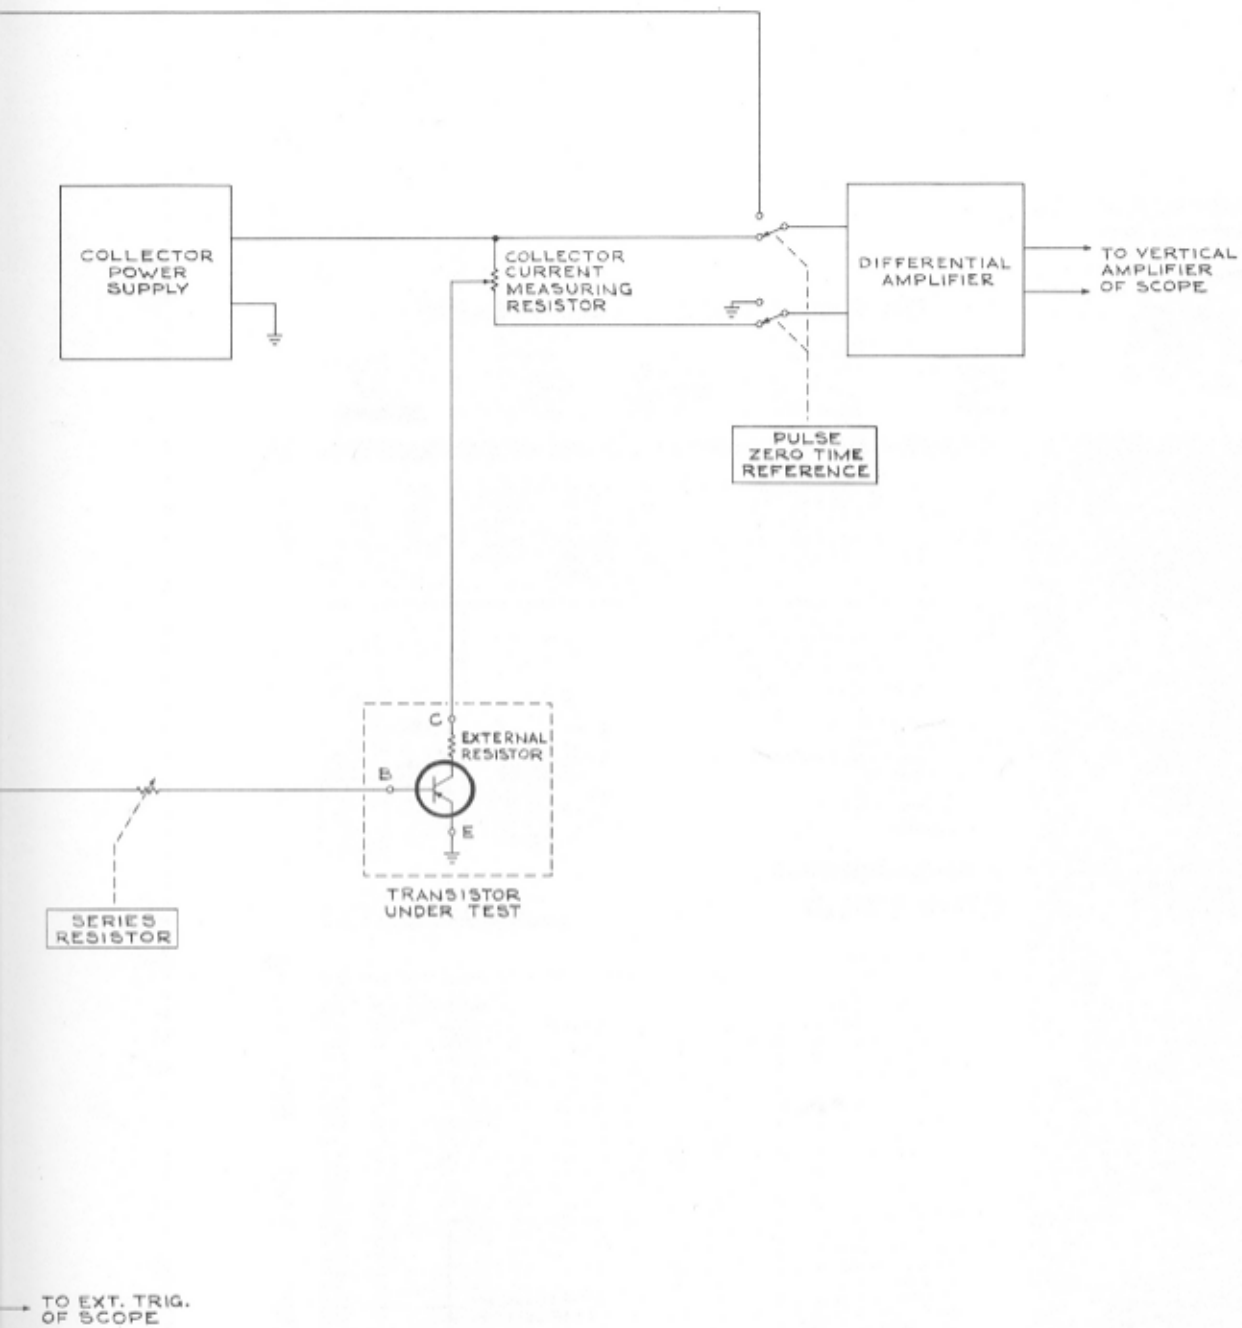 COLLECTOR
POWER
SUPPLY
COLLECTOR
CURRENT
MEASURING
RESISTOR
DIFFERENTIAL
AMPLIFIER
TO VERTICAL
AMPLIFIER
OF SCOPE
PULSE
ZERO TIME
REFERENCE
C
EXTERNAL
RESISTOR
B
E
TRANSISTOR
UNDER TEST
SERIES
RESISTOR
TO EXT. TRIG.
OF SCOPE